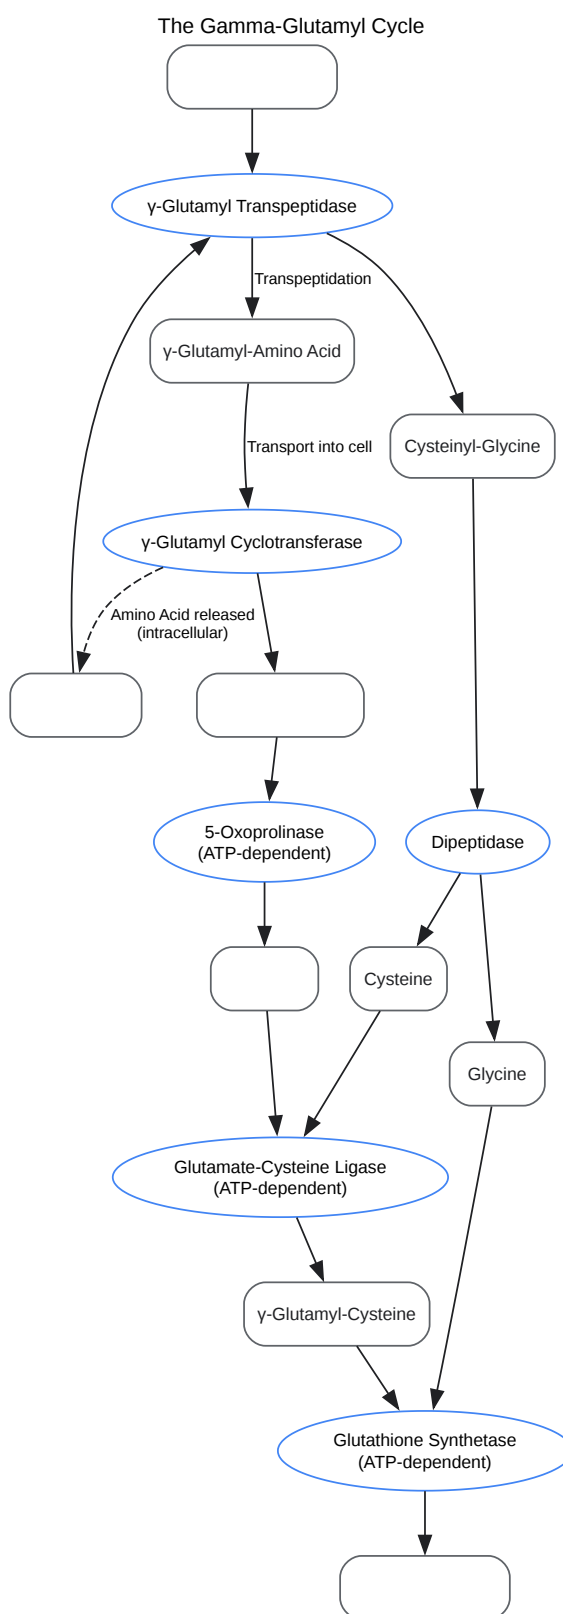 The Gamma-Glutamyl Cycle
γ-Glutamyl Transpeptidase
Transpeptidation
γ-Glutamyl-Amino Acid
Transport into cell
Cysteinyl-Glycine
γ-Glutamyl Cyclotransferase
Amino Acid released
(intracellular)
5-Oxoprolinase
(ATP-dependent)
Dipeptidase
Cysteine
Glycine
Glutamate-Cysteine Ligase
(ATP-dependent)
γ-Glutamyl-Cysteine
Glutathione Synthetase
(ATP-dependent)